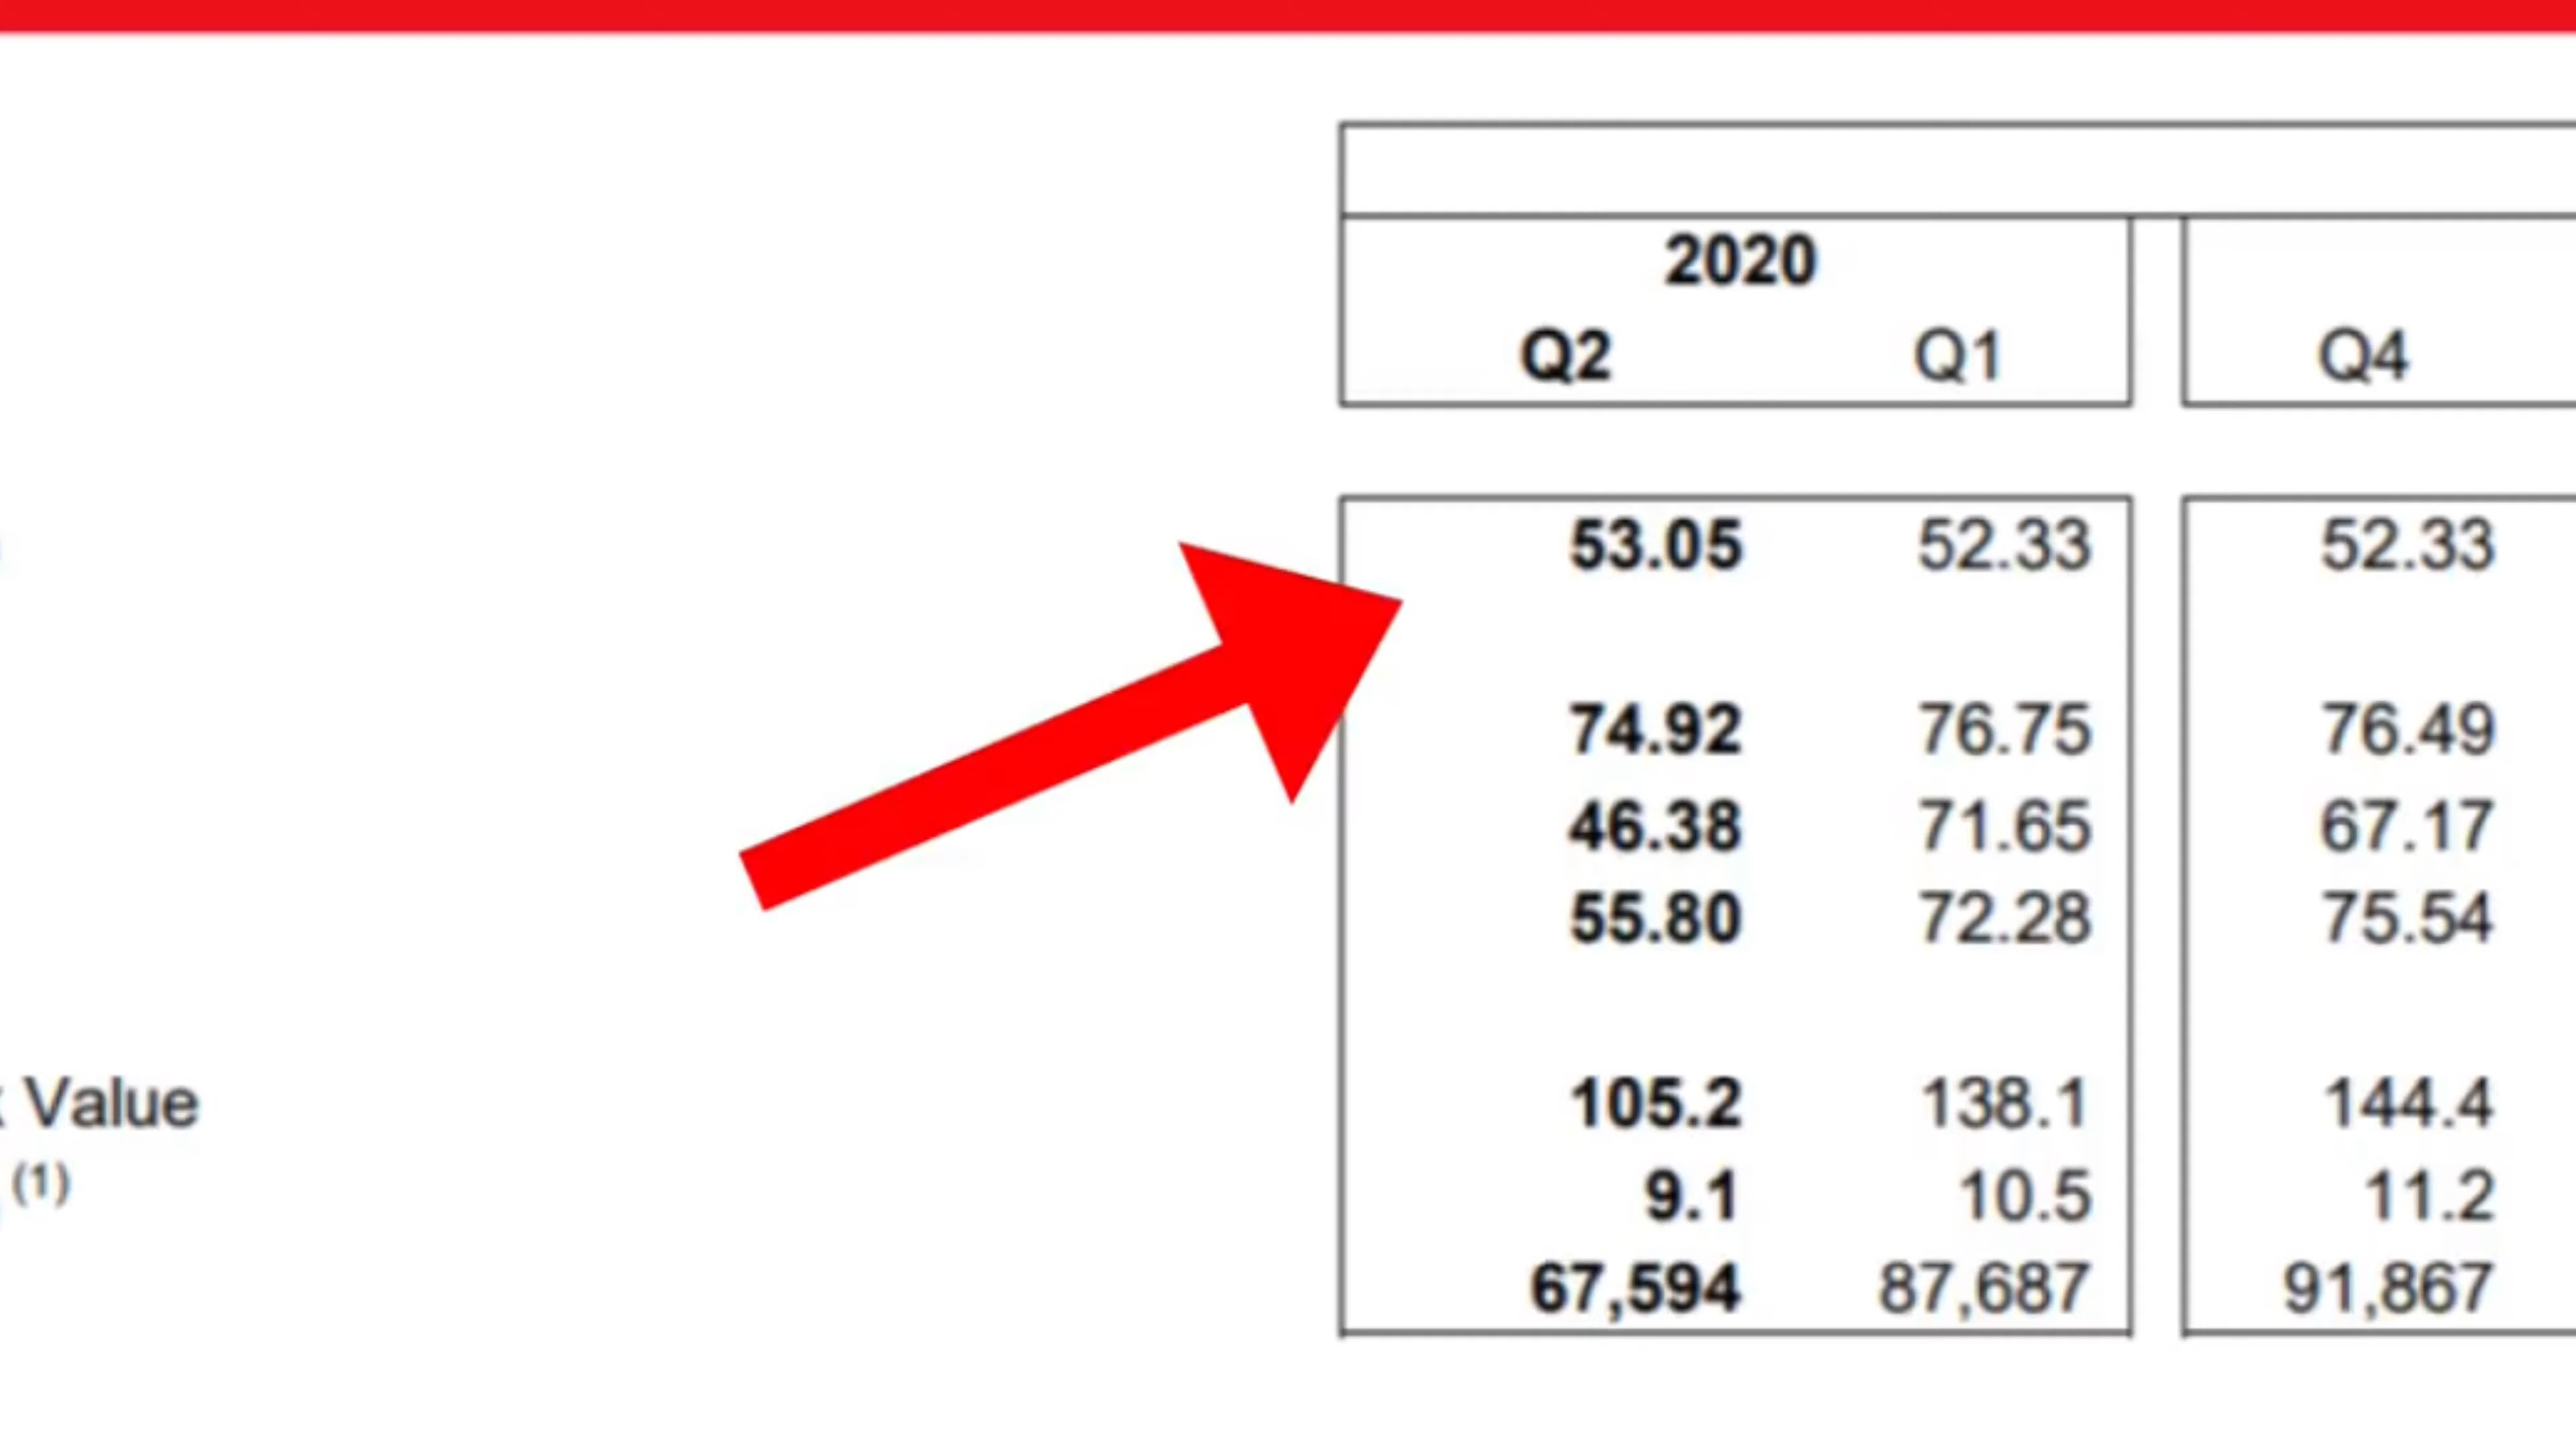 2020
Q2 Q1 Q4
53.05 52.33 52.33
74.92 76.75 76.49
46.38 71.65 67.17
55.80 72.28 75.54
Value 105.2 138.1 144.4
(1) 9.1 10.5 11.2
67,594 87,687 91,867